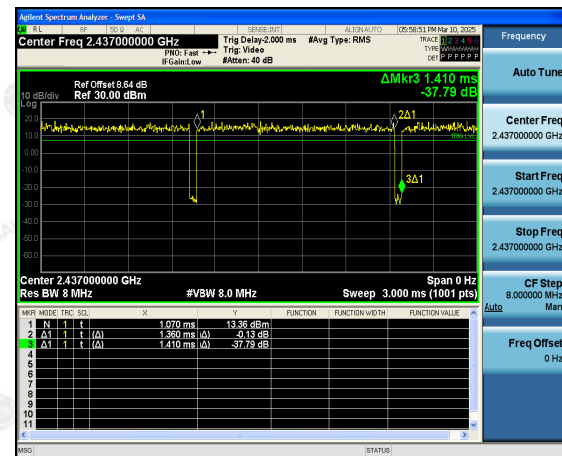 Agilent Spectrum Analyzer - Swept SA
RL RF 50 Ω AC SENSE:INT ALIGN AUTO 05:58:51 PM Mar 10, 2025
Center Freq 2.437000000 GHz
PNO: Fast
IFGain:Low
Trig Delay-2.000 ms
Trig: Video
#Atten: 40 dB
#Avg Type: RMS
TRACE 1 2 3 4 5 6
TYPE
DET P P P P P P
ΔMkr3 1.410 ms
-37.79 dB
Ref Offset 8.64 dB
10 dB/div Ref 30.00 dBm
Log
20.0
10.0
0.00
-10.0
-20.0
-30.0
-40.0
-50.0
-60.0
1
2Δ1
TRIG LVL
3Δ1
Center 2.437000000 GHz Span 0 Hz
Res BW 8 MHz #VBW 8.0 MHz Sweep 3.000 ms (1001 pts)
MKR MODE TRC SCL X Y FUNCTION FUNCTION WIDTH FUNCTION VALUE
1 N 1 t 1.070 ms 13.36 dBm
2 Δ1 1 t (Δ) 1.360 ms (Δ) -0.13 dB
3 Δ1 1 t (Δ) 1.410 ms (Δ) -37.79 dB
4
5
6
7
8
9
10
11
MSG STATUS
Frequency
Auto Tune
Center Freq
2.437000000 GHz
Start Freq
2.437000000 GHz
Stop Freq
2.437000000 GHz
CF Step
8.000000 MHz
Auto Man
Freq Offset
0 Hz